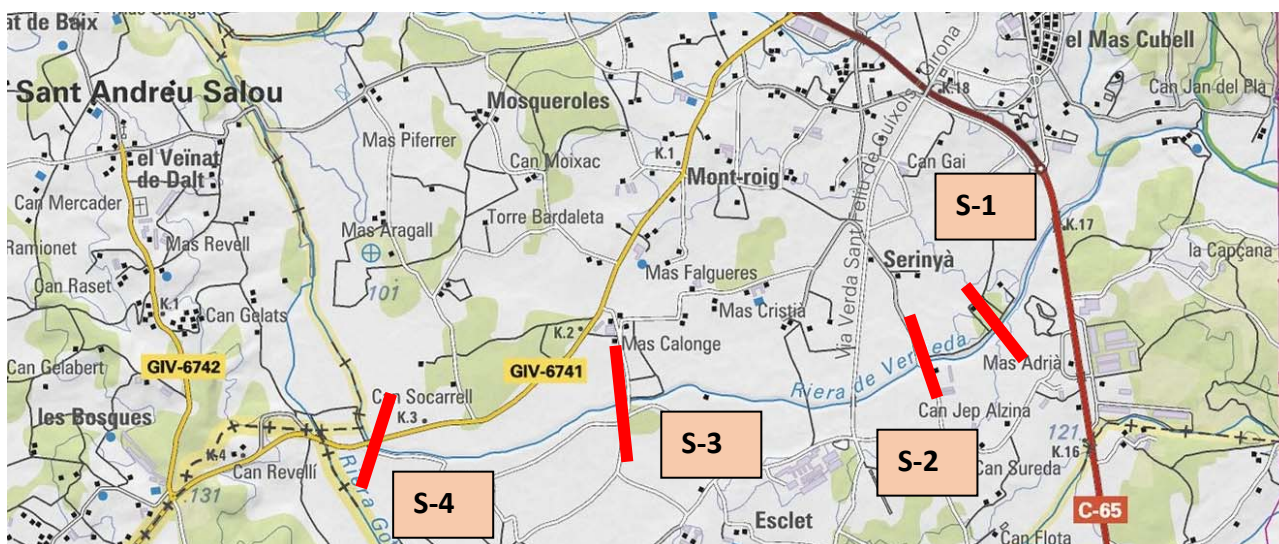 at de Baix
Sant Andreu Salou
el Veïnat
de Dalt
Can Mercader
Ramionet
Mas Revell
Can Raset
K.1
Can Gelats
Can Gelabert
GIV-6742
les Bosques
K.4
Can Revellí
131
Mas Piferrer
Mosqueroles
Can Moixac
Torre Bardaleta
Mas Aragall
101
K.1
Mont-roig
Mas Falgueres
Mas Cristià
K.2
Mas Calonge
GIV-6741
Can Socarrell
K.3
Riera Go
S-4
S-3
S-2
S-1
Via Verda Sant Feliu de Guíxols Girona
el Mas Cubell
Can Jan del Plà
K.18
Can Gai
Serinyà
K.17
la Capçana
Riera de Verneda
Mas Adrià
Can Jep Alzina
121
K.16
Can Sureda
C-65
Esclet
Can Flota